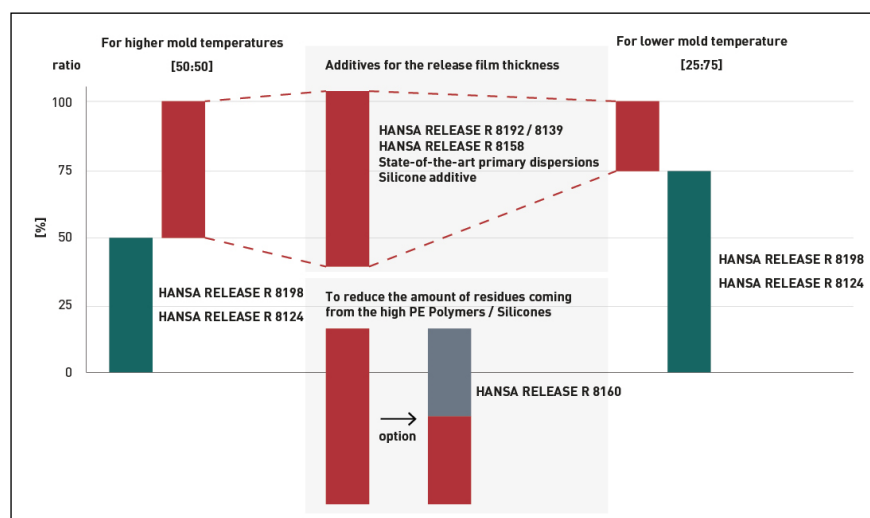 For higher mold temperatures
[50:50]
Additives for the release film thickness
For lower mold temperature
[25:75]
ratio
100
75
50
25
0
[%]
HANSA RELEASE R 8192 / 8139
HANSA RELEASE R 8158
State-of-the-art primary dispersions
Silicone additive
HANSA RELEASE R 8198
HANSA RELEASE R 8124
To reduce the amount of residues coming
from the high PE Polymers / Silicones
HANSA RELEASE R 8160
option
HANSA RELEASE R 8198
HANSA RELEASE R 8124